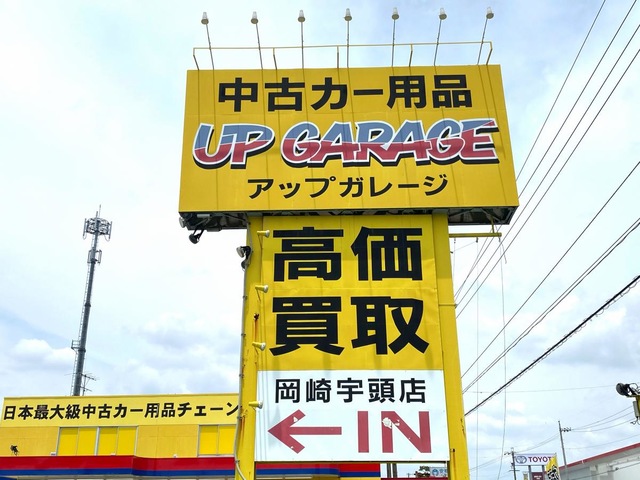 中古カー用品
UP GARAGE
アップガレージ
高価
買取
岡崎宇頭店
←IN
日本最大級中古カー用品チェーン
TOYOT